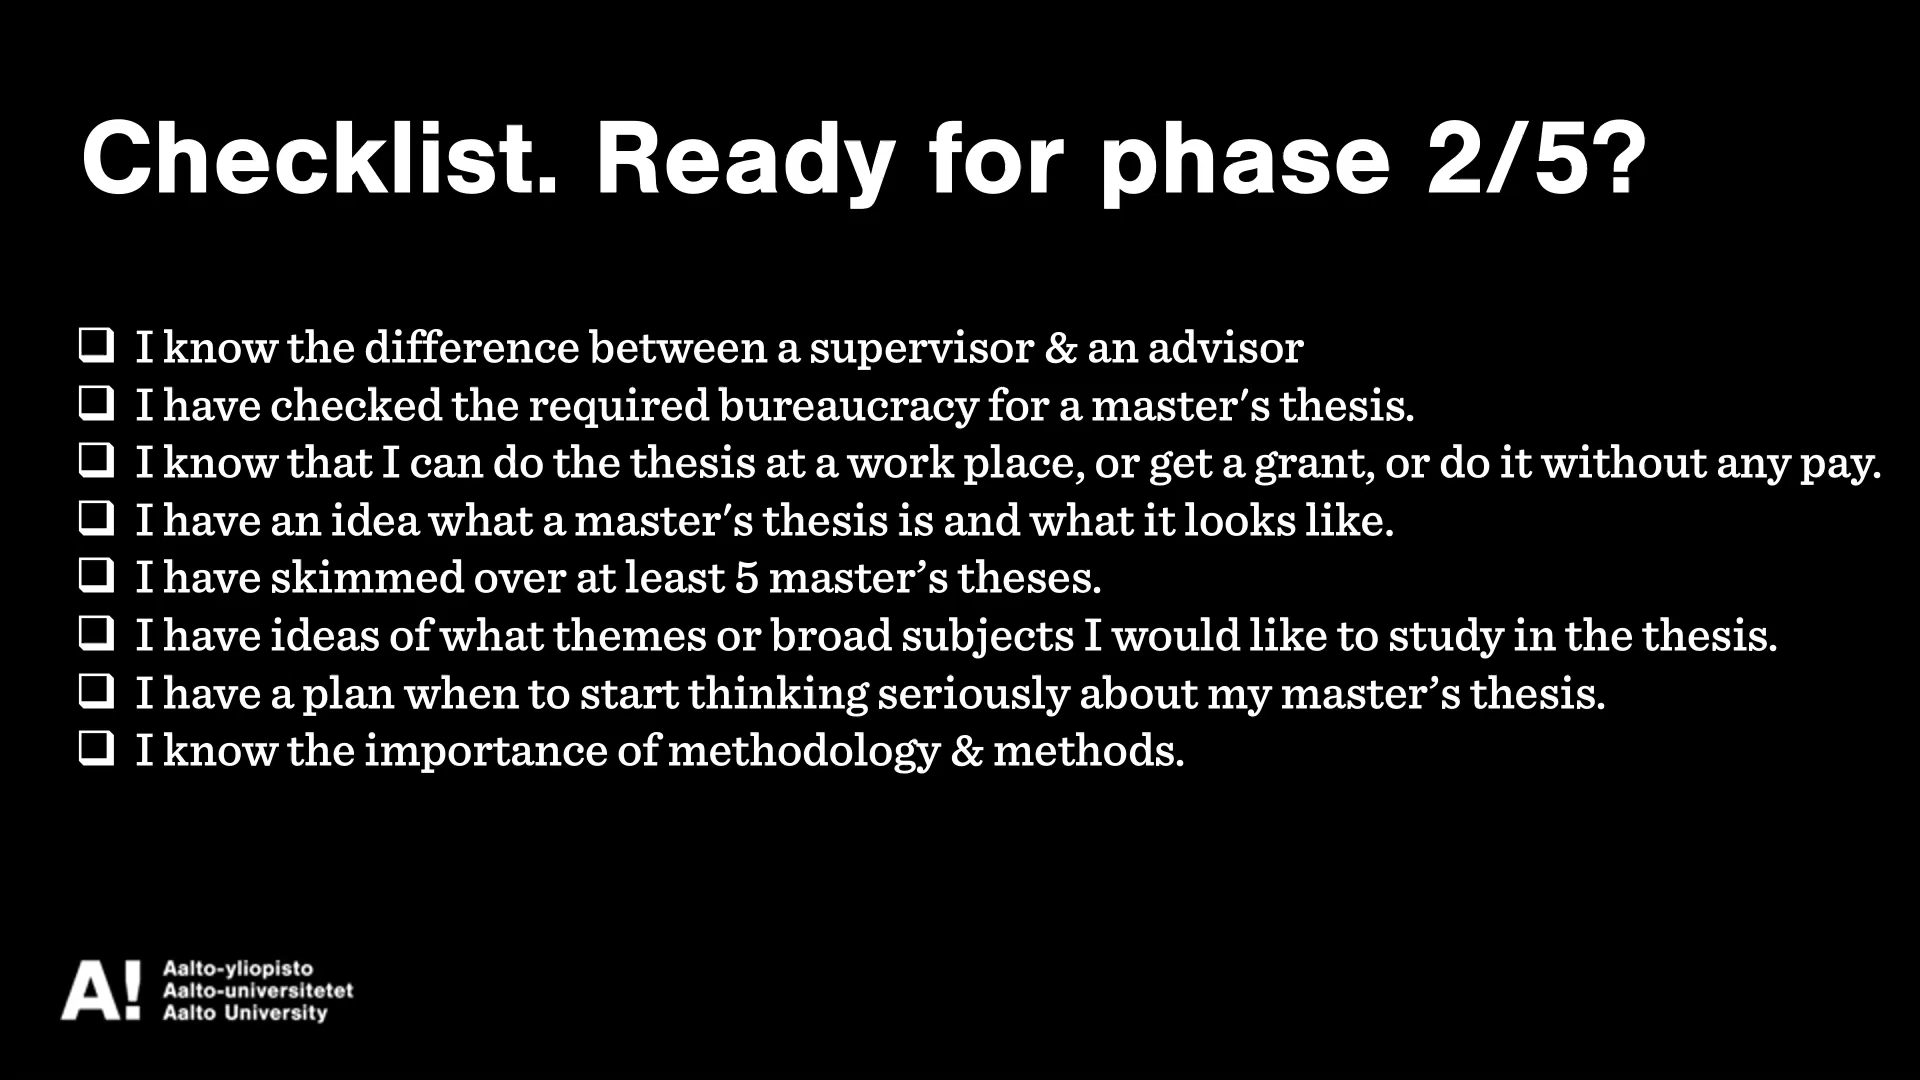 Checklist. Ready for phase 2/5?
❑ I know the difference between a supervisor & an advisor
❑ I have checked the required bureaucracy for a master's thesis.
❑ I know that I can do the thesis at a work place, or get a grant, or do it without any pay.
❑ I have an idea what a master's thesis is and what it looks like.
❑ I have skimmed over at least 5 master’s theses.
❑ I have ideas of what themes or broad subjects I would like to study in the thesis.
❑ I have a plan when to start thinking seriously about my master’s thesis.
❑ I know the importance of methodology & methods.
A!
Aalto-yliopisto
Aalto-universitetet
Aalto University